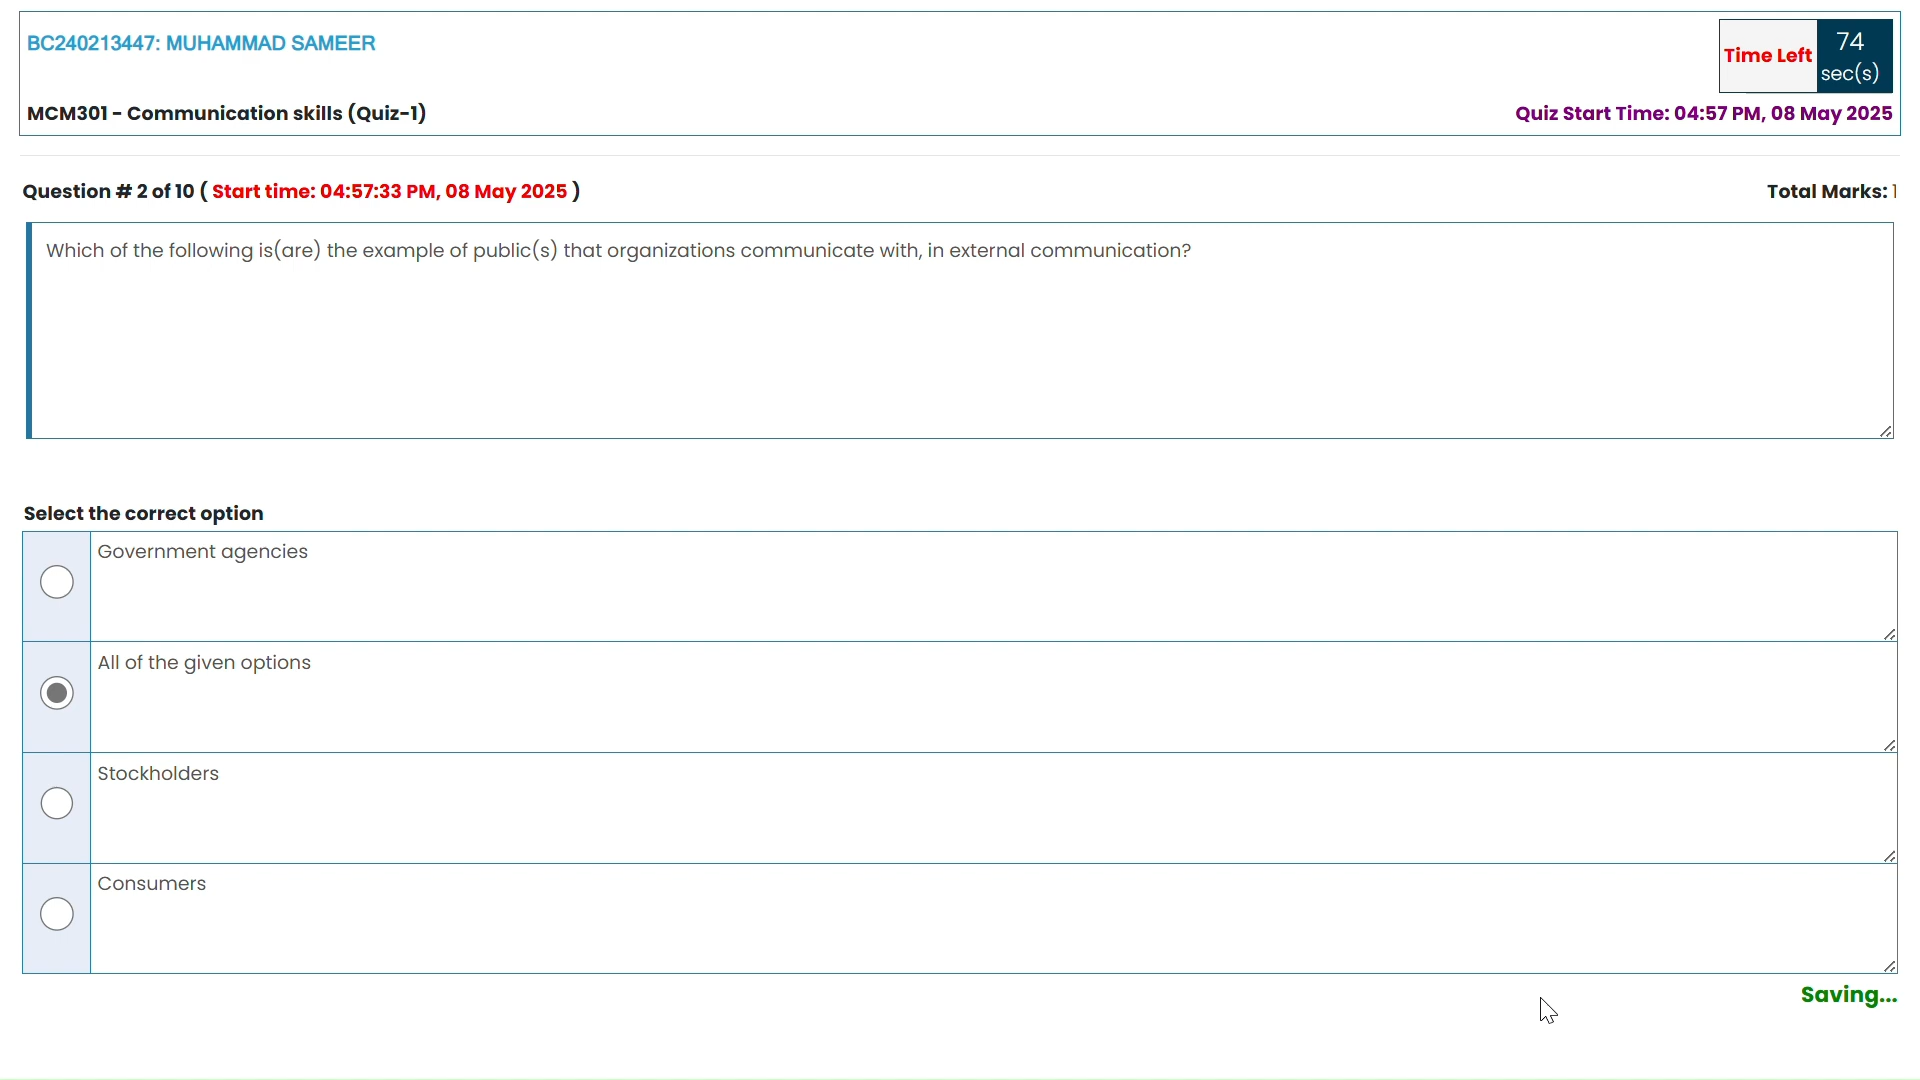 BC240213447: MUHAMMAD SAMEER
Time Left
74
sec(s)
MCM301 - Communication skills (Quiz-1)
Quiz Start Time: 04:57 PM, 08 May 2025
Question # 2 of 10 ( Start time: 04:57:33 PM, 08 May 2025 )
Total Marks: 1
Which of the following is(are) the example of public(s) that organizations communicate with, in external communication?
Select the correct option
Government agencies
All of the given options
Stockholders
Consumers
Saving...